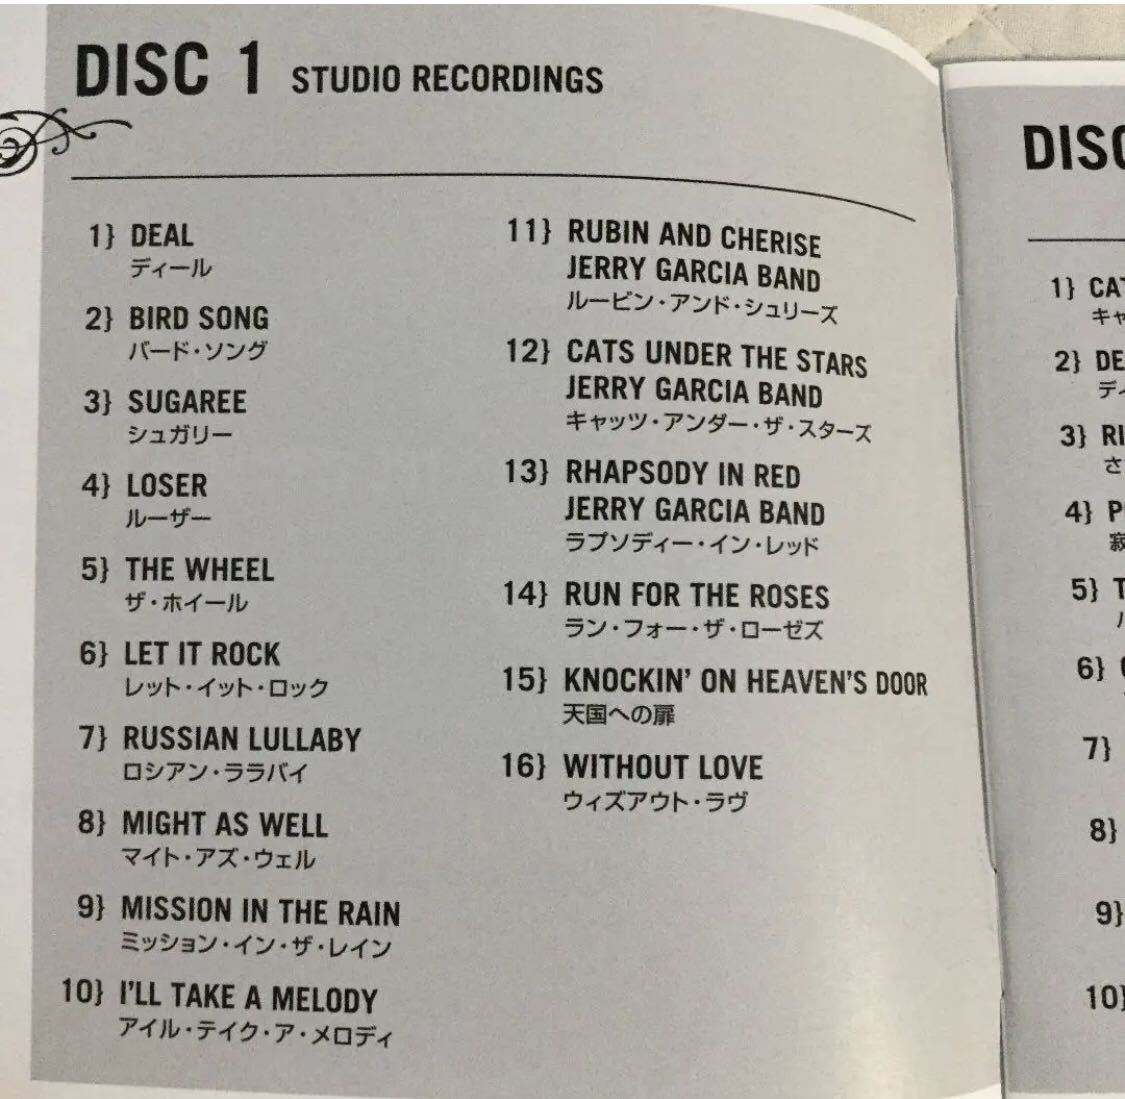 DISC 1 STUDIO RECORDINGS
1} DEAL
ディール
2} BIRD SONG
バード・ソング
3} SUGAREE
シュガリー
4} LOSER
ルーザー
5} THE WHEEL
ザ・ホイール
6} LET IT ROCK
レット・イット・ロック
7} RUSSIAN LULLABY
ロシアン・ララバイ
8} MIGHT AS WELL
マイト・アズ・ウェル
9} MISSION IN THE RAIN
ミッション・イン・ザ・レイン
10} I'LL TAKE A MELODY
アイル・テイク・ア・メロディ
11} RUBIN AND CHERISE
JERRY GARCIA BAND
ルービン・アンド・シュリーズ
12} CATS UNDER THE STARS
JERRY GARCIA BAND
キャッツ・アンダー・ザ・スターズ
13} RHAPSODY IN RED
JERRY GARCIA BAND
ラプソディー・イン・レッド
14} RUN FOR THE ROSES
ラン・フォー・ザ・ローゼズ
15} KNOCKIN' ON HEAVEN'S DOOR
天国への扉
16} WITHOUT LOVE
ウィズアウト・ラヴ
1}
2}
3}
4}
5}
6}
7}
8}
9}
10}